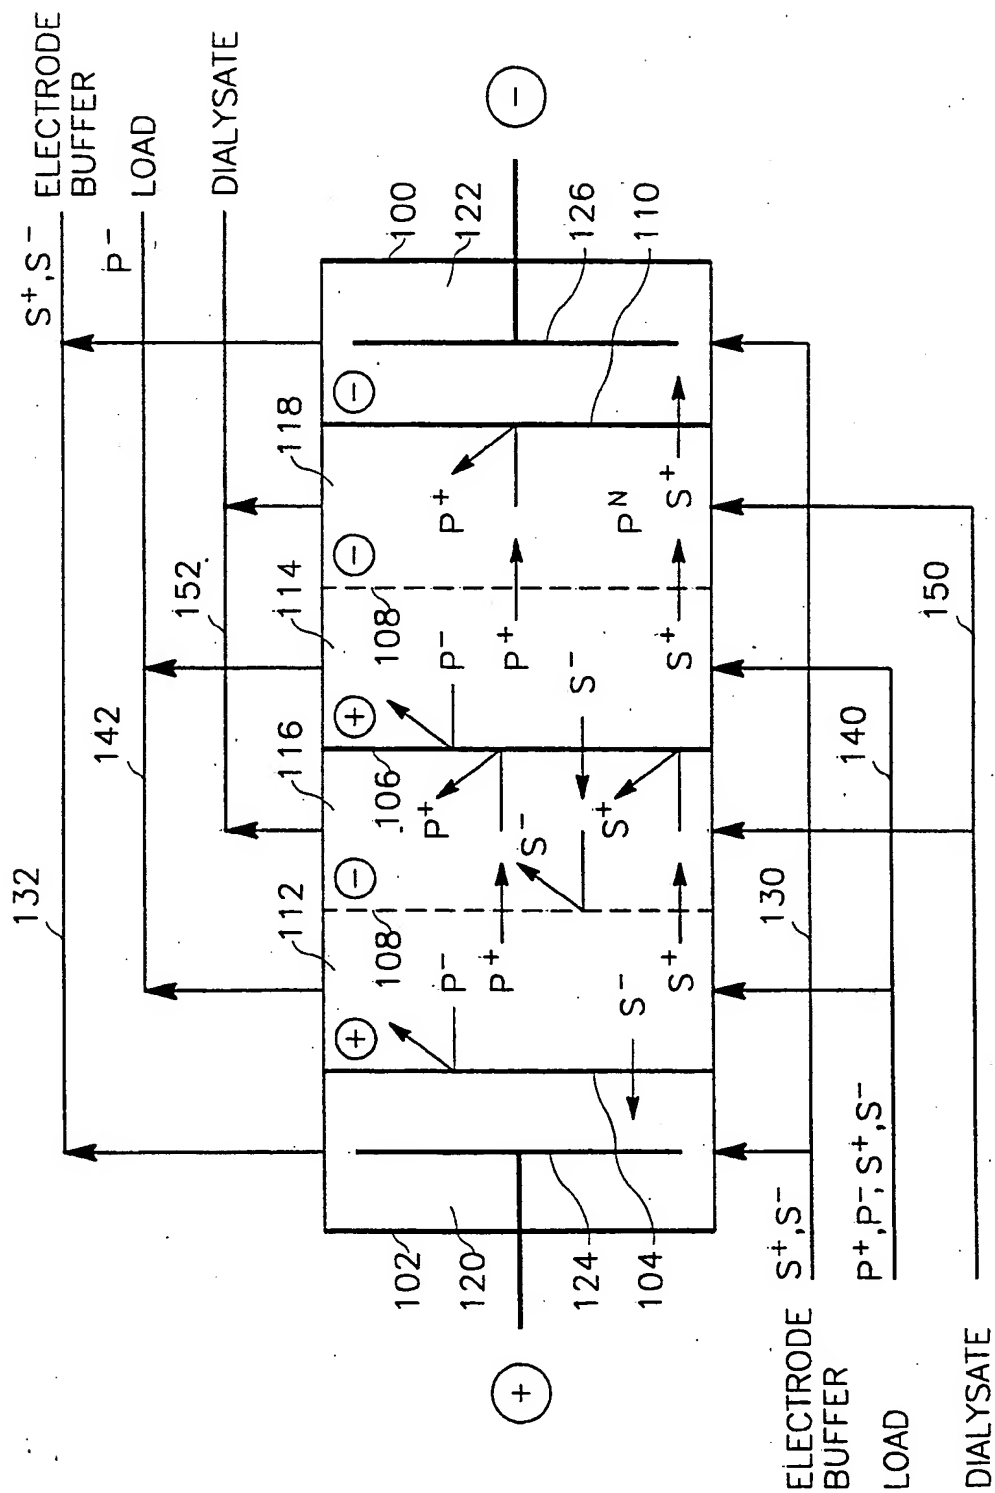 S⁺,S⁻ ELECTRODE
BUFFER
P⁻ LOAD
DIALYSATE
132
142
152
112
116
114
118
100
122
126
110
108
106
108
+
−
+
−
−
P⁻
P⁺
P⁺
P⁻
P⁺
P⁺
S⁻
S⁻
S⁻
S⁺
S⁺
S⁺
S⁺
Pᴺ
+
−
102
120
124
104
130
140
150
ELECTRODE S⁺,S⁻
BUFFER
LOAD P⁺,P⁻,S⁺,S⁻
DIALYSATE